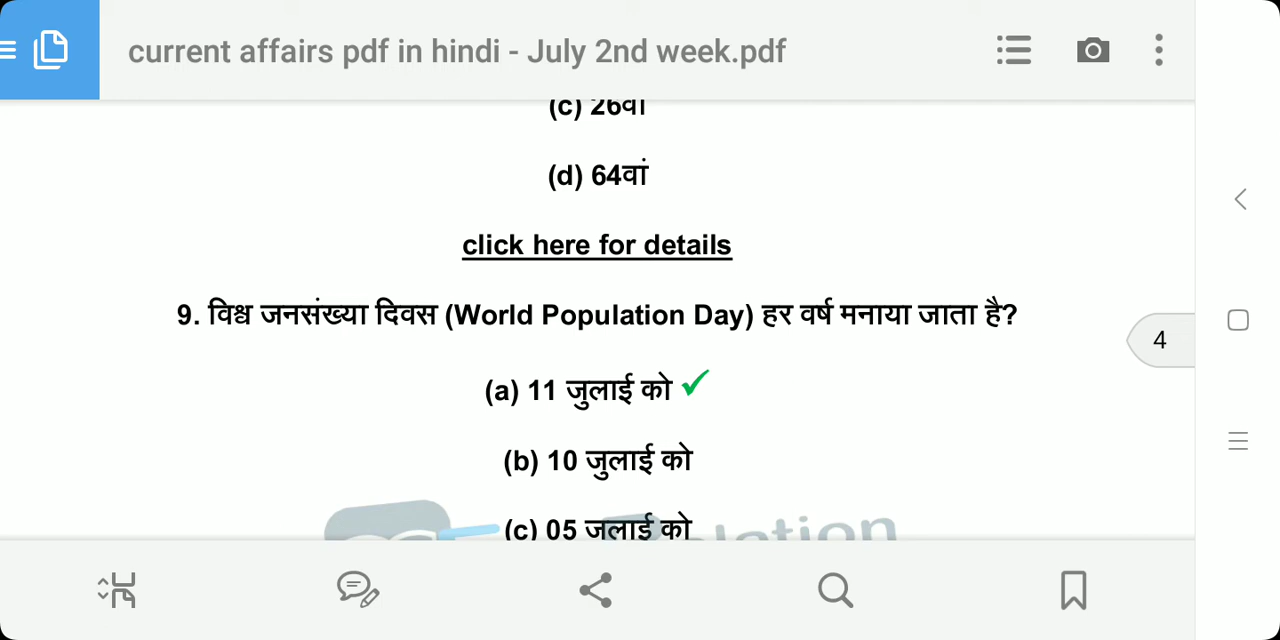 current affairs pdf in hindi - July 2nd week.pdf
(c) 26वां
(d) 64वां
click here for details
9. विश्व जनसंख्या दिवस (World Population Day) हर वर्ष मनाया जाता है?
4
(a) 11 जुलाई को ✓
(b) 10 जुलाई को
(c) 05 जुलाई को